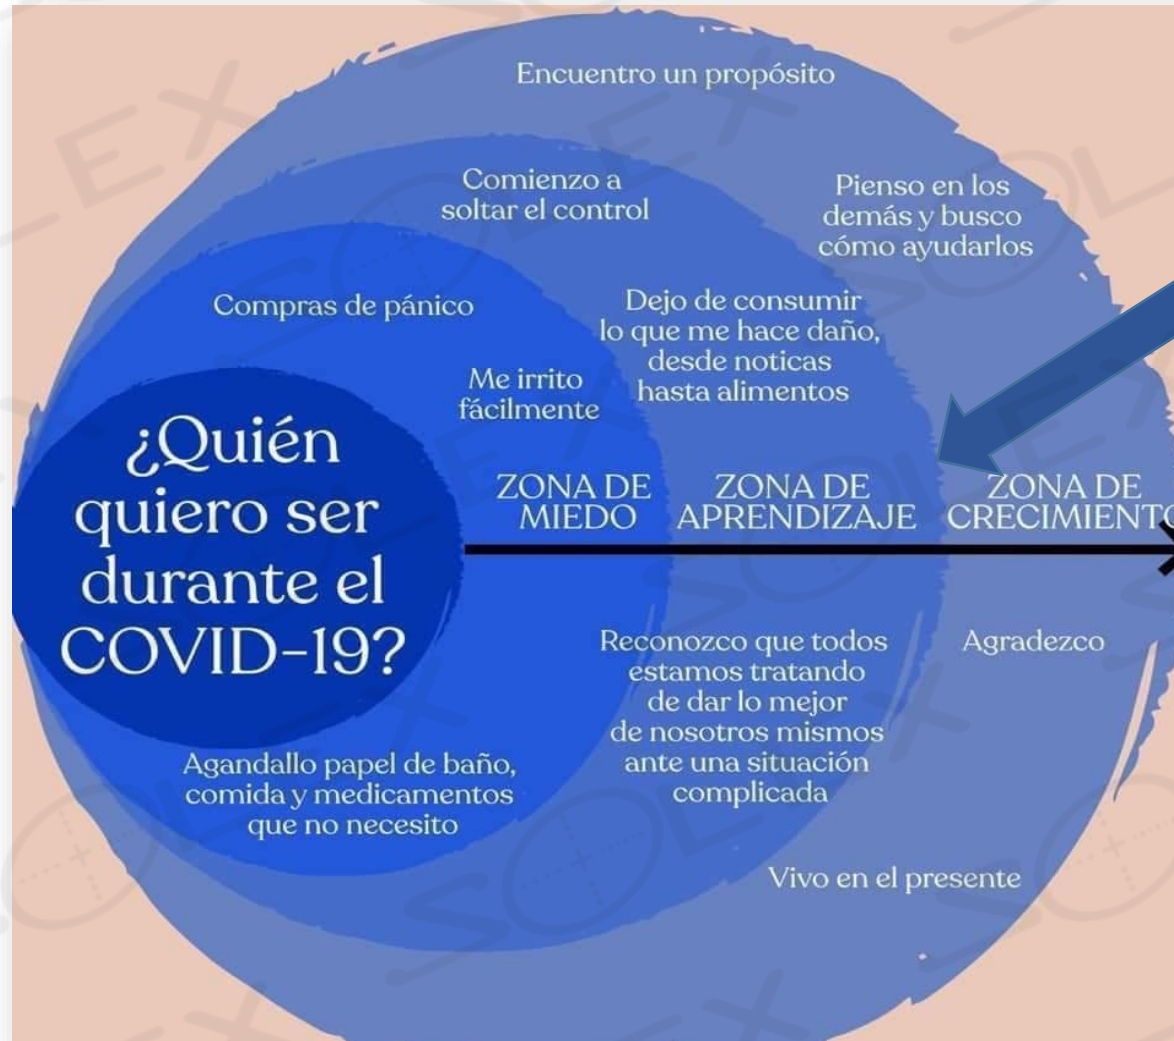 Encuentro un propósito
Comienzo a
soltar el control
Pienso en los
demás y busco
cómo ayudarlos
Compras de pánico
Dejo de consumir
lo que me hace daño,
desde noticas
hasta alimentos
Me irrito
fácilmente
¿Quién
quiero ser
durante el
COVID-19?
ZONA DE
MIEDO
ZONA DE
APRENDIZAJE
ZONA DE
CRECIMIENTO
Reconozco que todos
estamos tratando
de dar lo mejor
de nosotros mismos
ante una situación
complicada
Agradezco
Agandallo papel de baño,
comida y medicamentos
que no necesito
Vivo en el presente
SOLEX